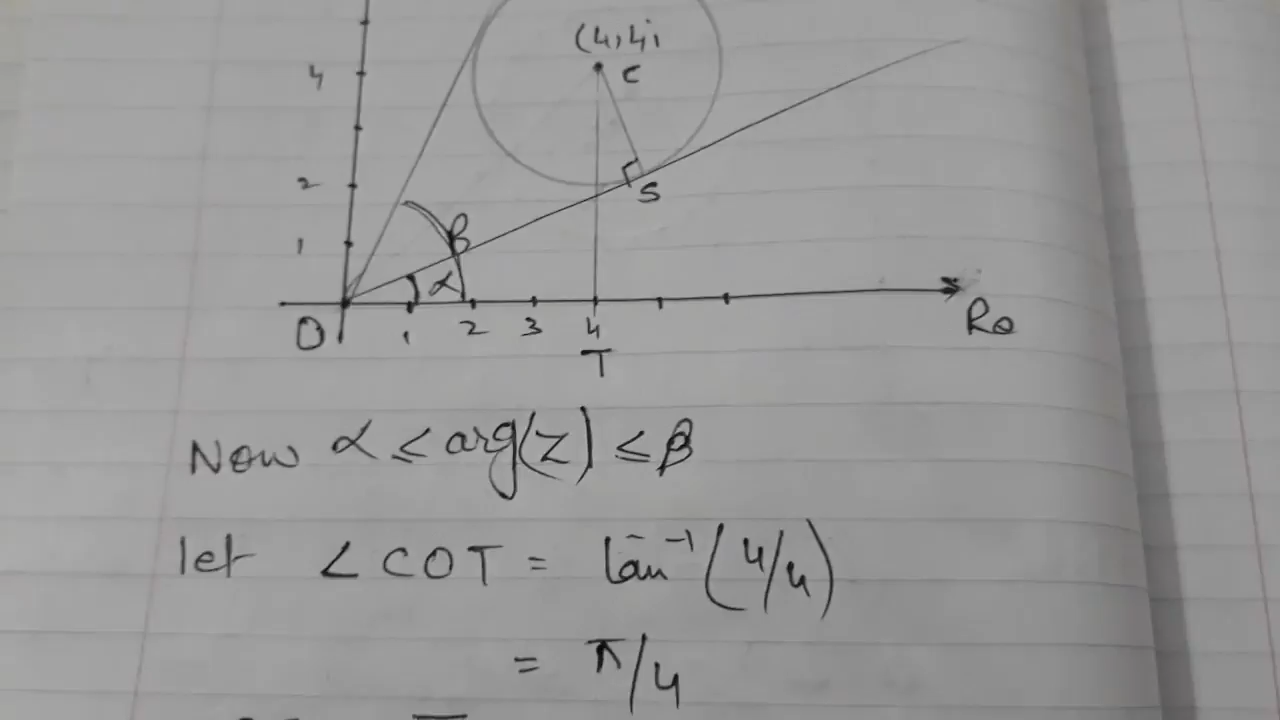 (4,4i
4 C
2 S
1 β
α
O 1 2 3 4 Re
T
Now α ≤ arg(z) ≤ β
let ∠COT = tan⁻¹(4/4)
= π/4